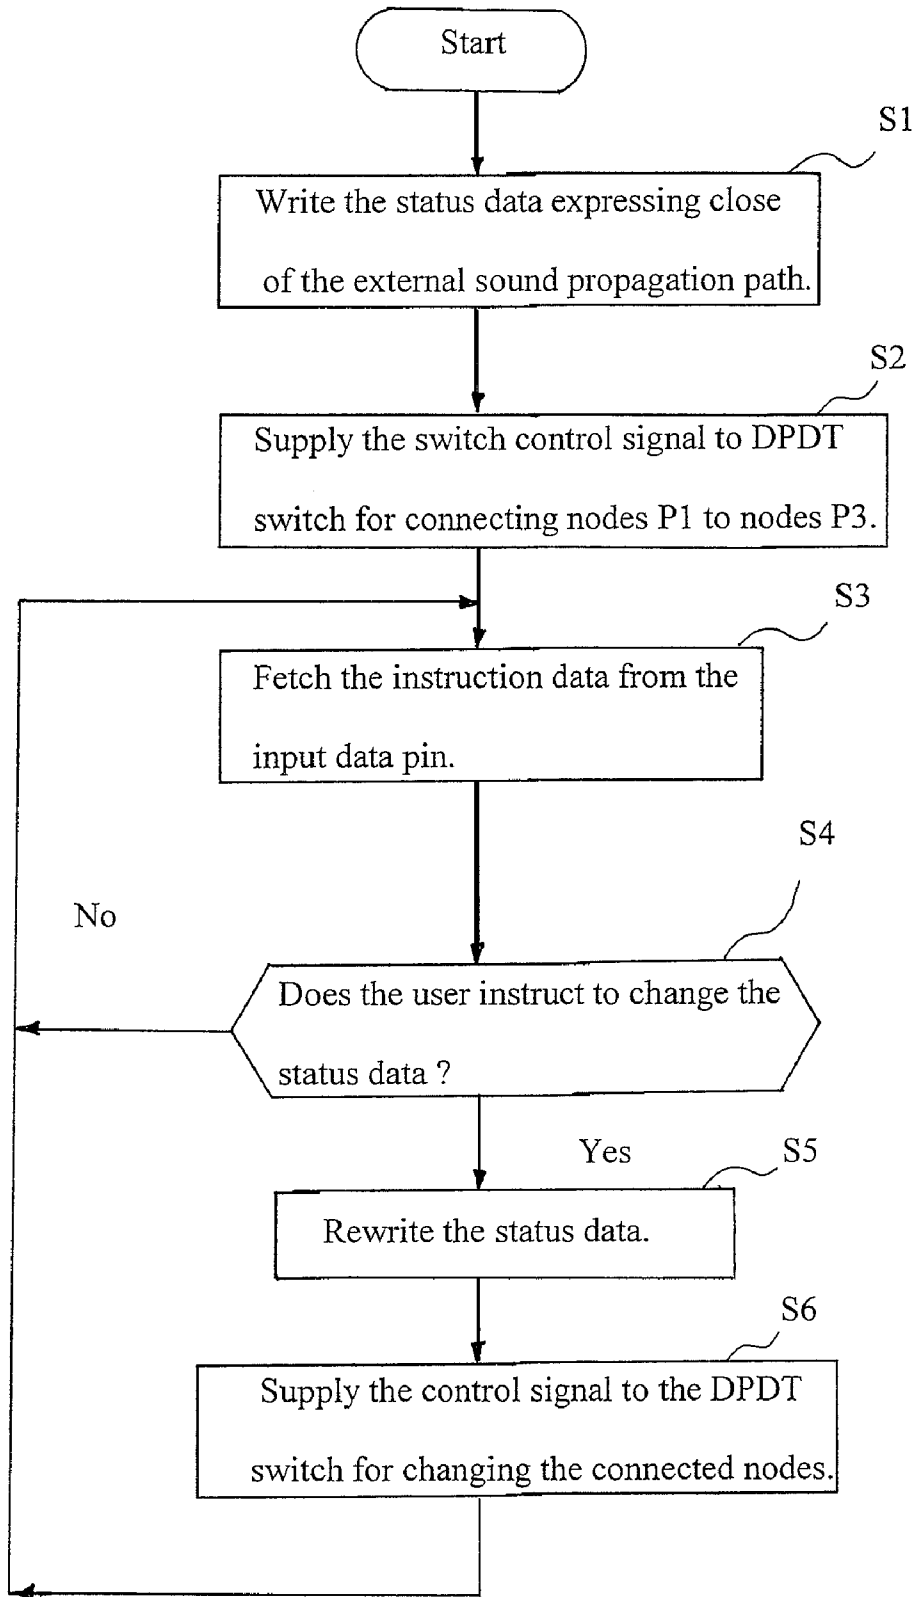 Start
S1
Write the status data expressing close
of the external sound propagation path.
S2
Supply the switch control signal to DPDT
switch for connecting nodes P1 to nodes P3.
S3
Fetch the instruction data from the
input data pin.
S4
No
Does the user instruct to change the
status data ?
Yes
S5
Rewrite the status data.
S6
Supply the control signal to the DPDT
switch for changing the connected nodes.